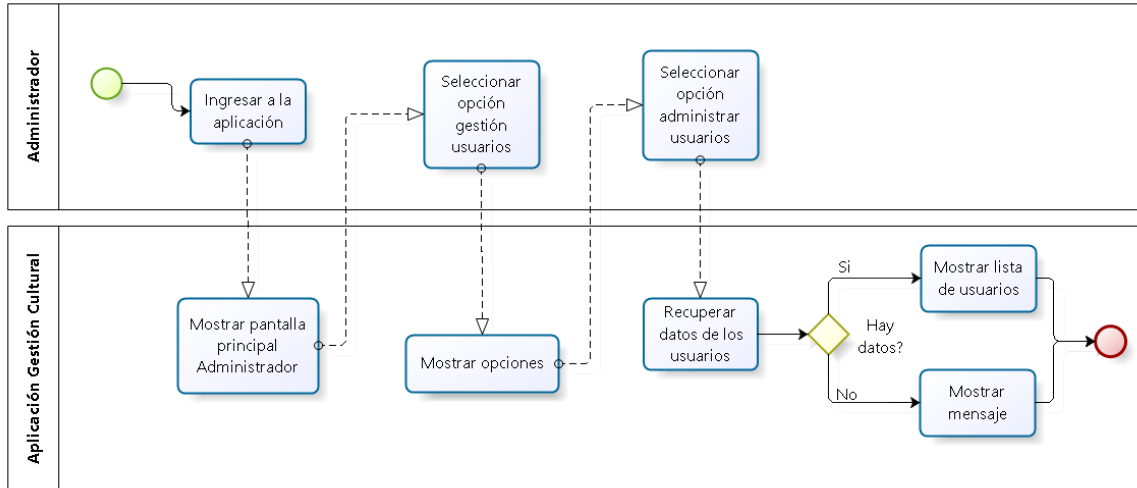 Administrador
Ingresar a la
aplicación
Seleccionar
opción
gestión
usuarios
Seleccionar
opción
administrar
usuarios
Aplicación Gestión Cultural
Mostrar pantalla
principal
Administrador
Mostrar opciones
Recuperar
datos de los
usuarios
Si
Hay
datos?
No
Mostrar lista
de usuarios
Mostrar
mensaje